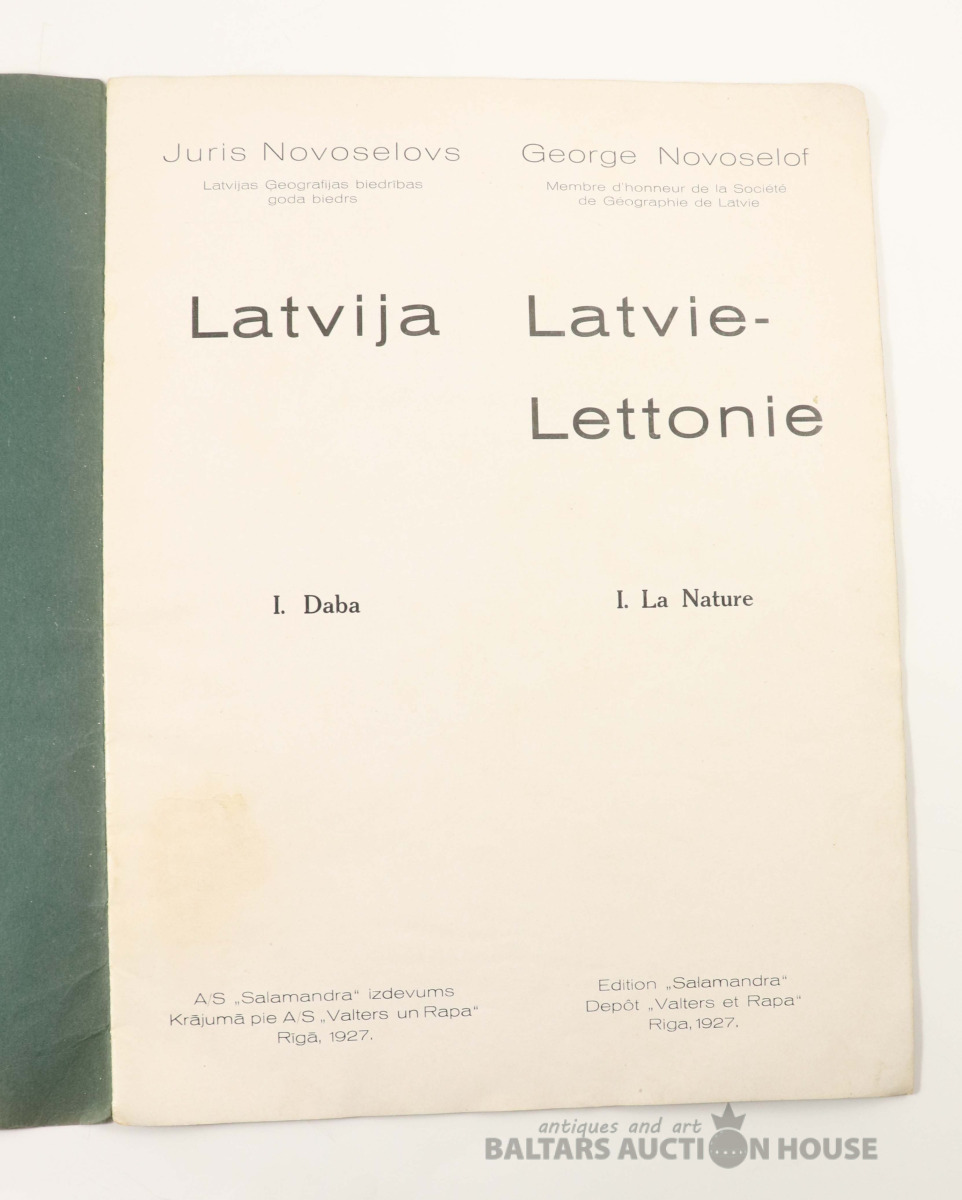 Juris Novoselovs
Latvijas Geografijas biedrības
goda biedrs
Latvija
I. Daba
A/S „Salamandra“ izdevums
Krājumā pie A/S „Valters un Rapa“
Rīgā, 1927.
George Novoselof
Membre d'honneur de la Société
de Géographie de Latvie
Latvie-
Lettonie
I. La Nature
Edition „Salamandra“
Depôt „Valters et Rapa“
Riga, 1927.
antiques and art
BALTARS AUCTION HOUSE